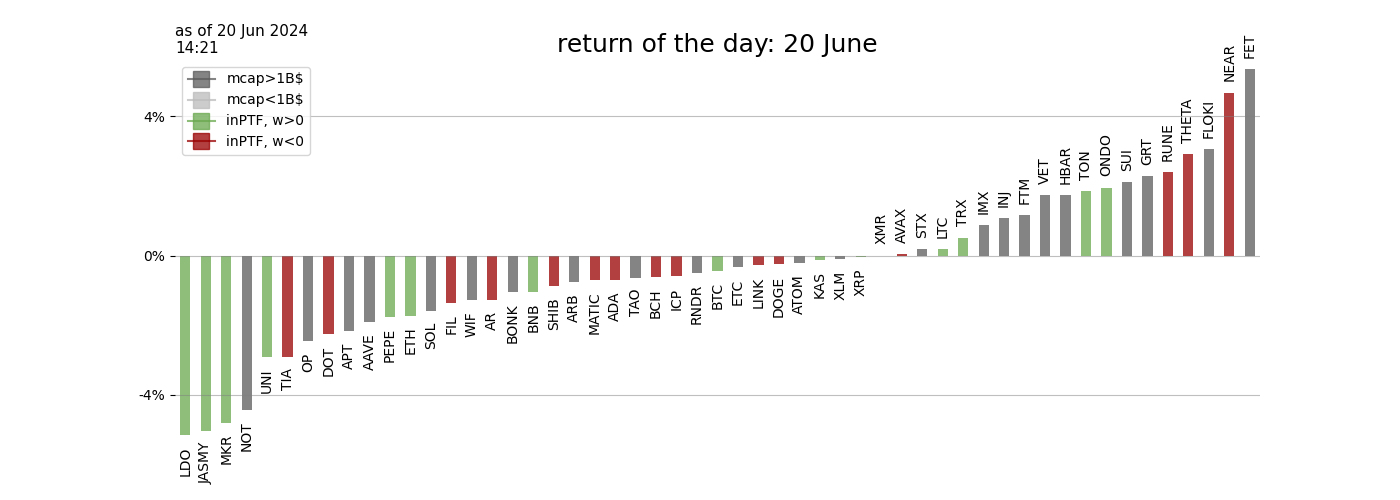 as of 20 Jun 2024
14:21
return of the day: 20 June
mcap>1B$
mcap<1B$
inPTF, w>0
inPTF, w<0
4%
0%
-4%
LDO
JASMY
MKR
NOT
UNI
TIA
OP
DOT
APT
AAVE
PEPE
ETH
SOL
FIL
WIF
AR
BONK
BNB
SHIB
ARB
MATIC
ADA
TAO
BCH
ICP
RNDR
BTC
ETC
LINK
DOGE
ATOM
KAS
XLM
XRP
XMR
AVAX
STX
LTC
TRX
IMX
INJ
FTM
VET
HBAR
TON
ONDO
SUI
GRT
RUNE
THETA
FLOKI
NEAR
FET